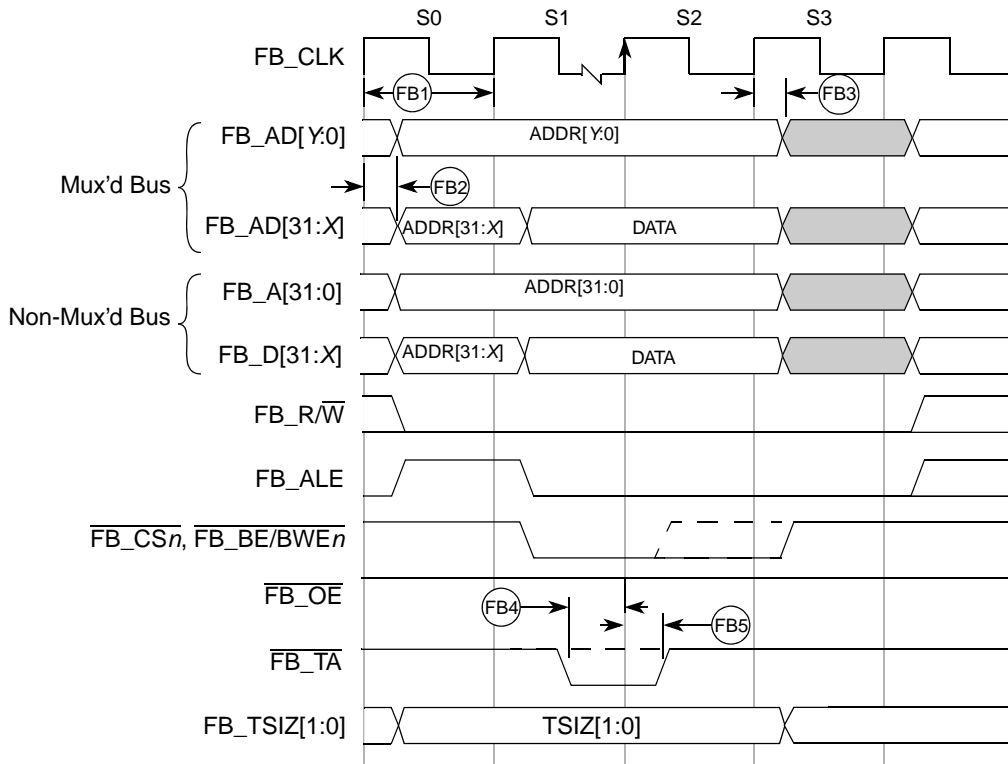 S0 S1 S2 S3
FB_CLK
FB1 FB3
FB_AD[Y:0] ADDR[Y:0]
Mux'd Bus
FB2
FB_AD[31:X] ADDR[31:X] DATA
FB_A[31:0] ADDR[31:0]
Non-Mux'd Bus
FB_D[31:X] ADDR[31:X] DATA
FB_R/W
FB_ALE
FB_CSn, FB_BE/BWEn
FB_OE
FB4 FB5
FB_TA
FB_TSIZ[1:0] TSIZ[1:0]